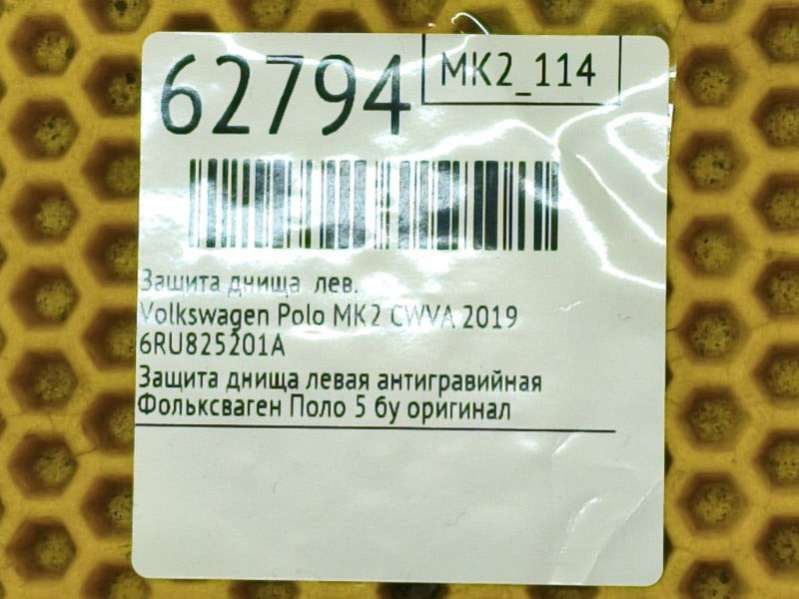 62794
MK2_114
Защита днища лев.
Volkswagen Polo MK2 CWVA 2019
6RU825201A
Защита днища левая антигравийная
Фольксваген Поло 5 бу оригинал